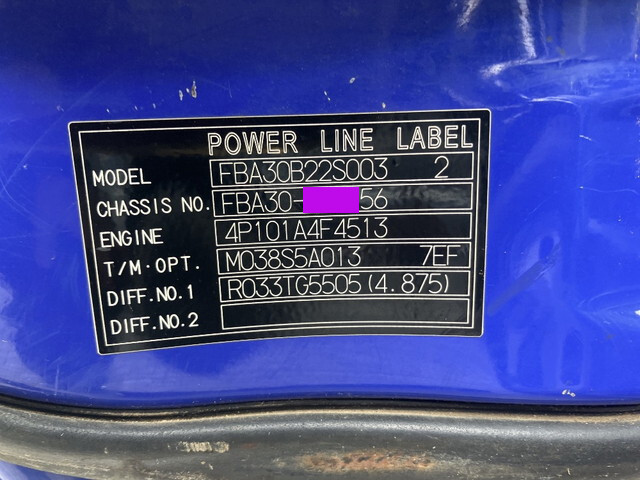 POWER LINE LABEL
MODEL FBA30B22S003 2
CHASSIS NO. FBA30- 56
ENGINE 4P101A4F4513
T/M·OPT. M038S5A013 7EF
DIFF.NO.1 R033TG5505(4.875)
DIFF.NO.2